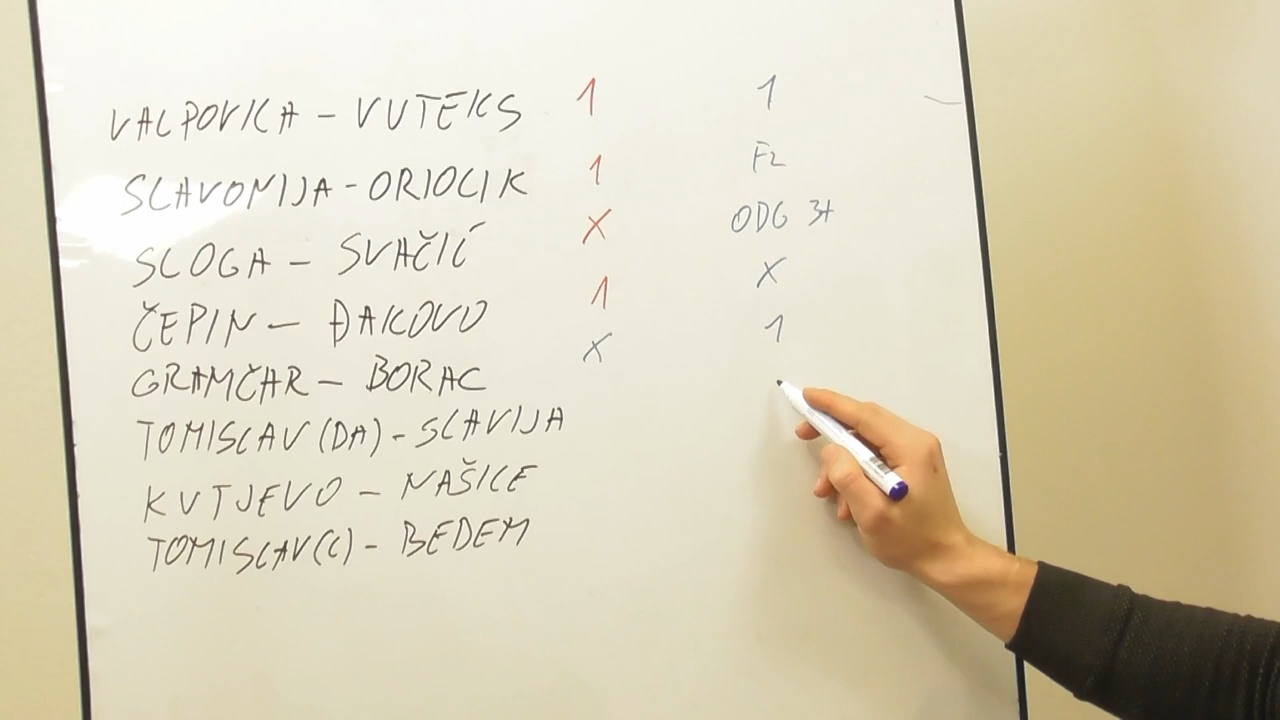 VALPOVKA - VUTEKS 1 1
SLAVONIJA - ORIOLIK 1 F2
SLOGA - SVAČIĆ X ODG 3+
ČEPIN - ĐAKOVO 1 X
GRANIČAR - BORAC X 1
TOMISLAV (DA) - SLAVIJA
KUTJEVO - NAŠICE
TOMISLAV (C) - BEDEM